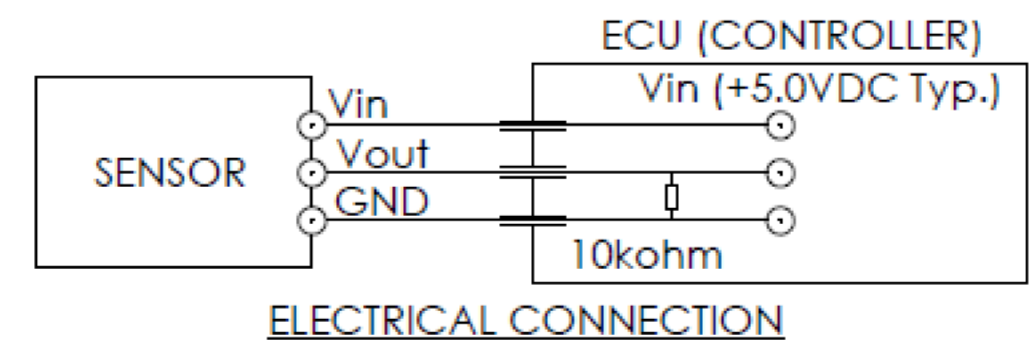 ECU (CONTROLLER)
Vin (+5.0VDC Typ.)
Vin
Vout
SENSOR
GND
10kohm
ELECTRICAL CONNECTION